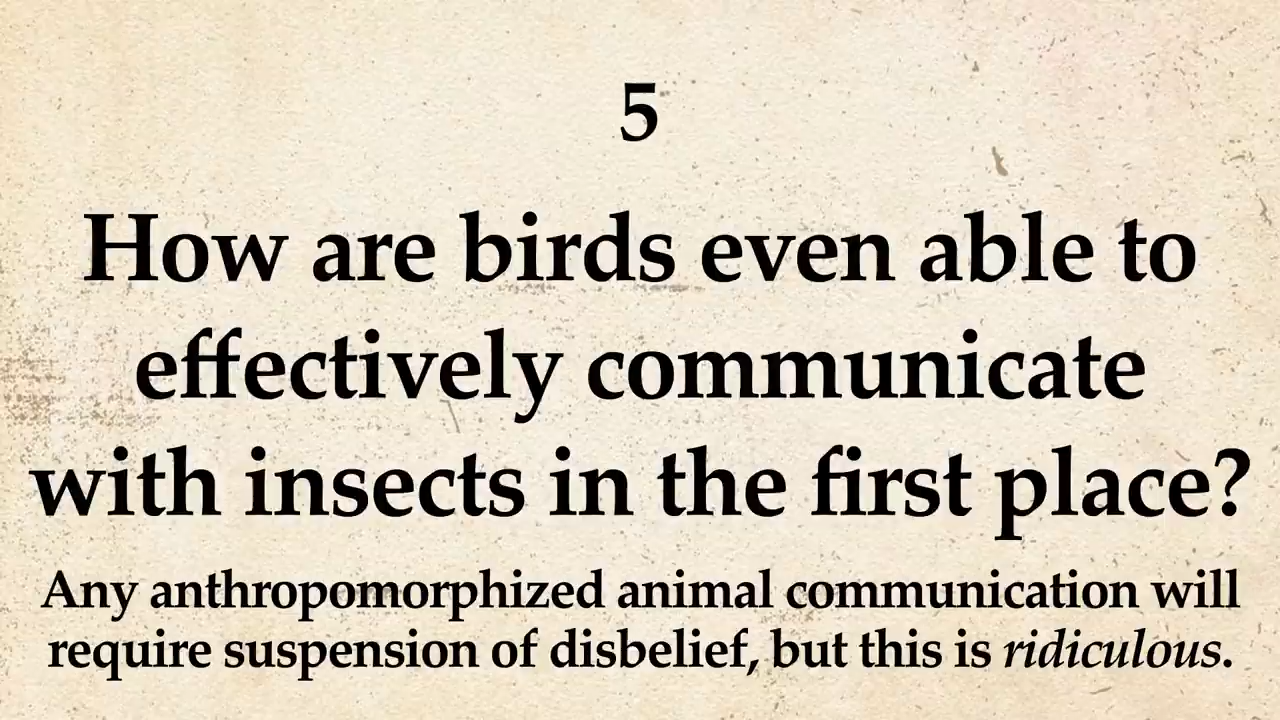 5
How are birds even able to
effectively communicate
with insects in the first place?
Any anthropomorphized animal communication will
require suspension of disbelief, but this is ridiculous.